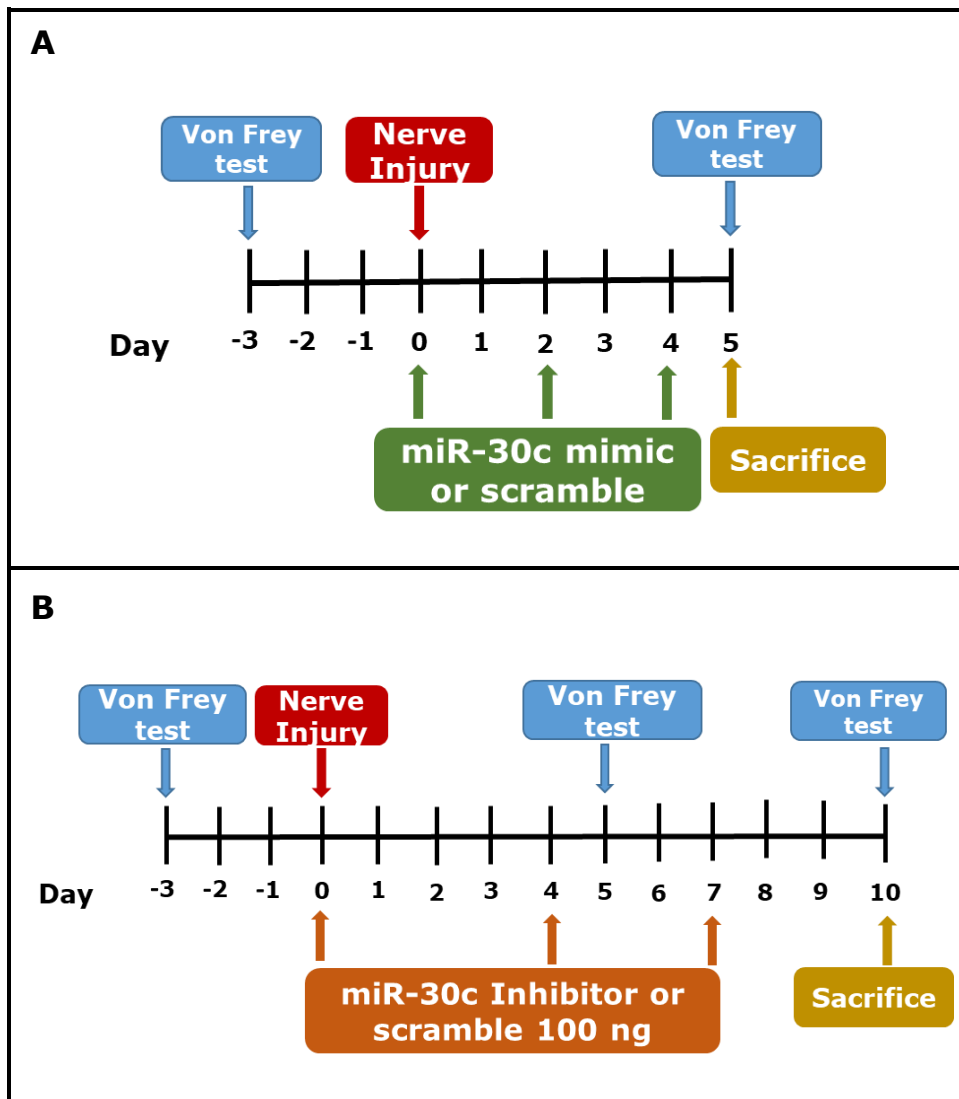 A
Von Frey
test
Nerve
Injury
Von Frey
test
Day -3 -2 -1 0 1 2 3 4 5
miR-30c mimic
or scramble
Sacrifice
B
Von Frey
test
Nerve
Injury
Von Frey
test
Von Frey
test
Day -3 -2 -1 0 1 2 3 4 5 6 7 8 9 10
miR-30c Inhibitor or
scramble 100 ng
Sacrifice